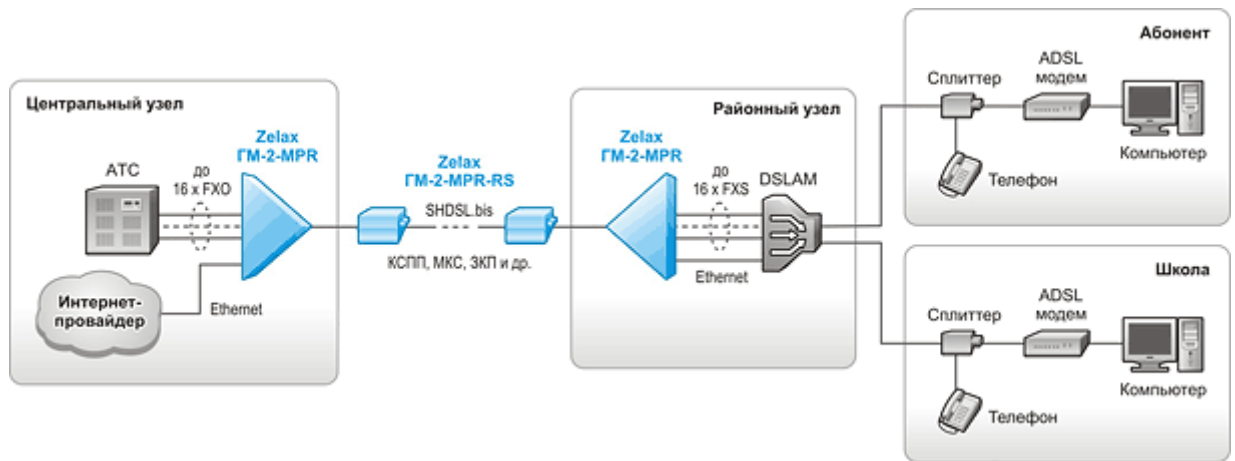 Центральный узел
АТС
до
16 x FXO
Zelax
ГМ-2-MPR
Интернет-
провайдер
Ethernet
Zelax
ГМ-2-MPR-RS
SHDSL.bis
КСПП, МКС, ЗКП и др.
Районный узел
Zelax
ГМ-2-MPR
до
16 x FXS
DSLAM
Ethernet
Абонент
Сплиттер
ADSL
модем
Компьютер
Телефон
Школа
Сплиттер
ADSL
модем
Компьютер
Телефон